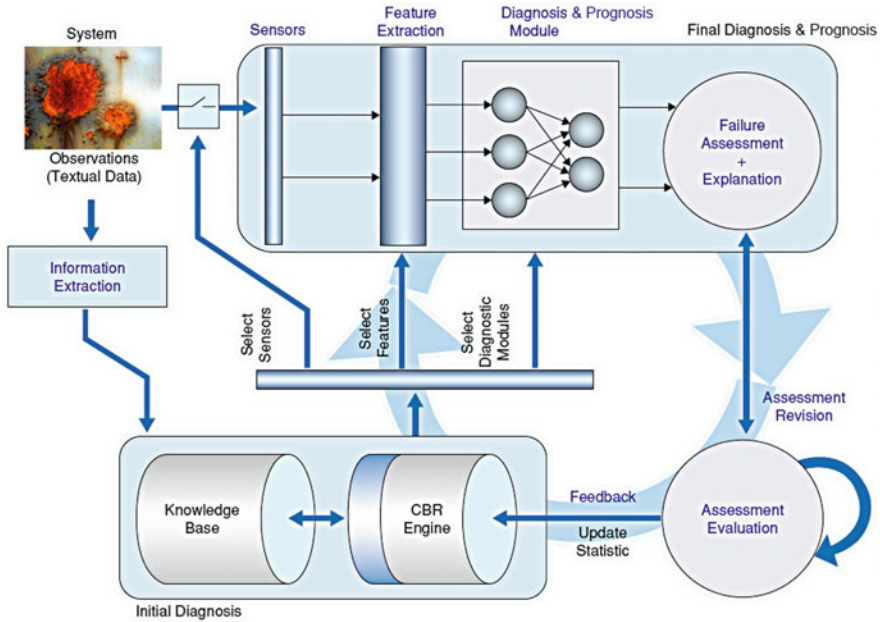 System
Sensors
Feature
Extraction
Diagnosis & Prognosis
Module
Final Diagnosis & Prognosis
Observations
(Textual Data)
Failure
Assessment
+
Explanation
Information
Extraction
Select
Sensors
Select
Features
Select
Diagnostic
Modules
Assessment
Revision
Knowledge
Base
CBR
Engine
Feedback
Update
Statistic
Assessment
Evaluation
Initial Diagnosis